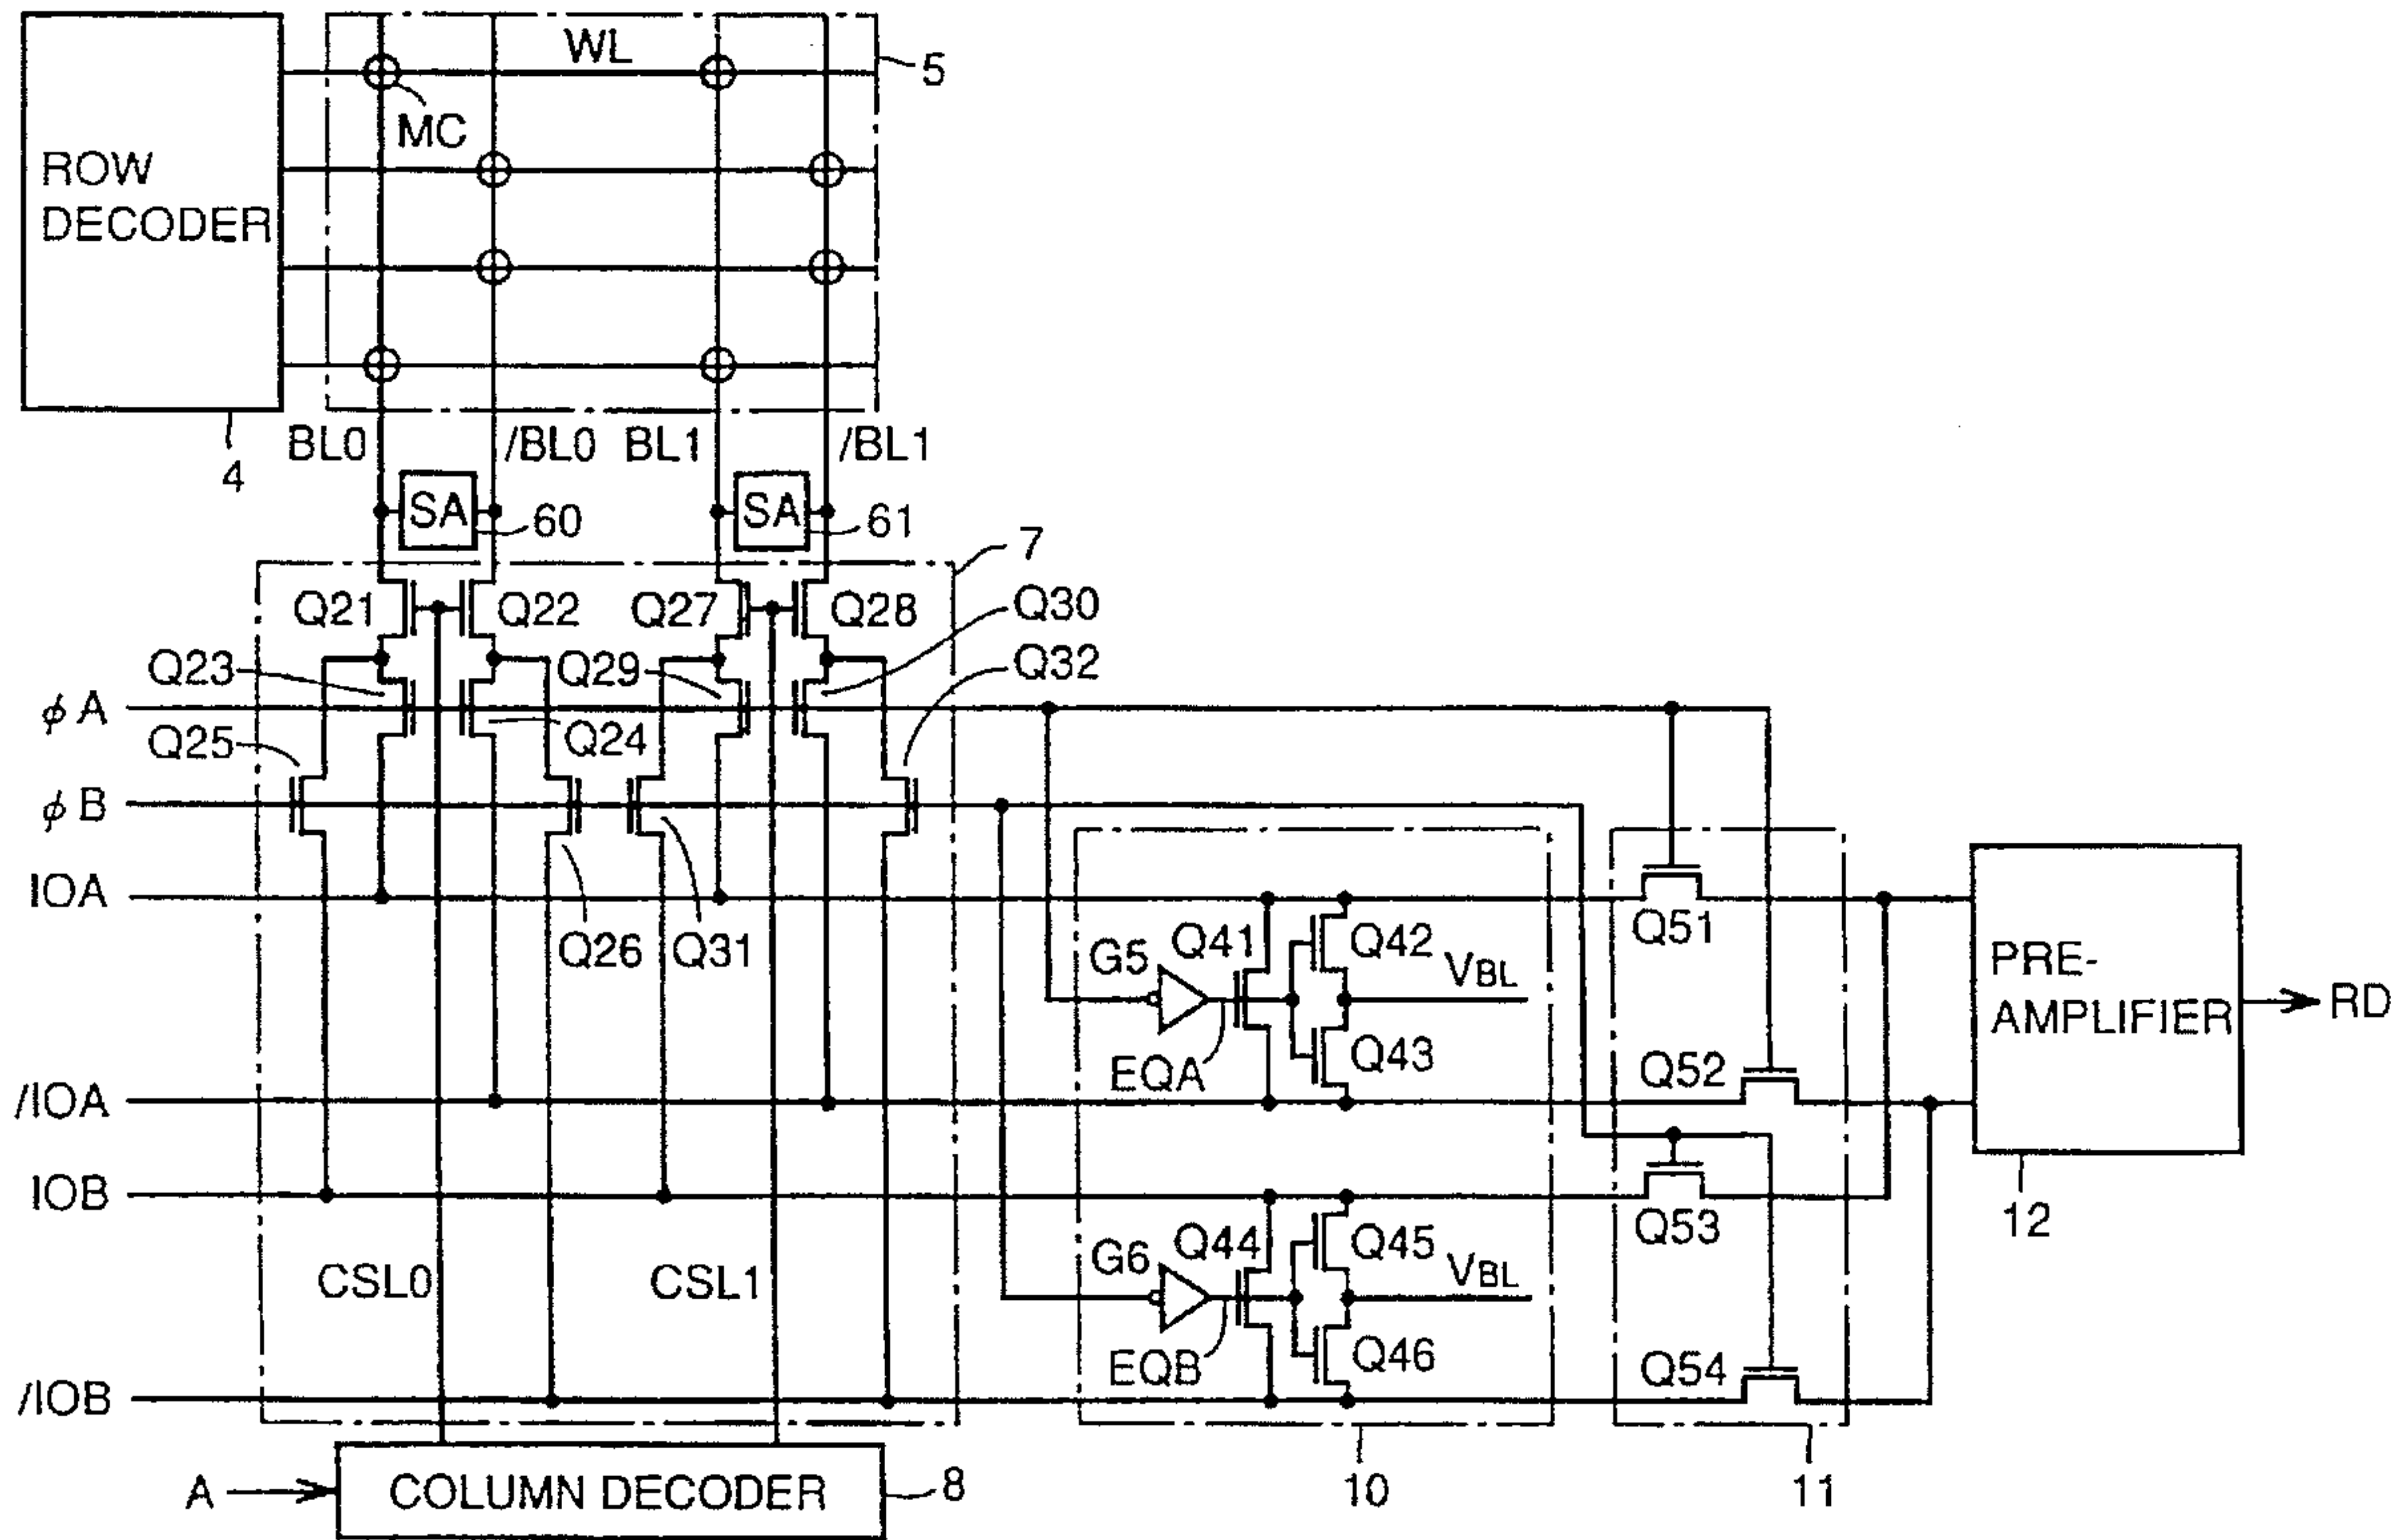 WL
5
MC
ROW
DECODER
4
BL0
/BL0
BL1
/BL1
SA
60
SA
61
7
Q21
Q22
Q27
Q28
Q30
Q23
Q29
Q32
φA
Q25
Q24
φB
IOA
Q26
Q31
Q41
Q42
G5
VBL
Q51
PRE-
AMPLIFIER
RD
EQA
Q43
Q52
/IOA
IOB
Q53
12
CSL0
CSL1
G6
Q44
Q45
VBL
EQB
Q46
Q54
/IOB
A
COLUMN DECODER
8
10
11